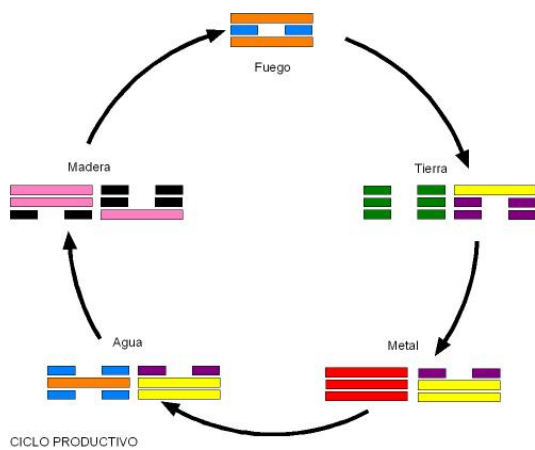 Fuego
Madera
Tierra
Agua
Metal
CICLO PRODUCTIVO